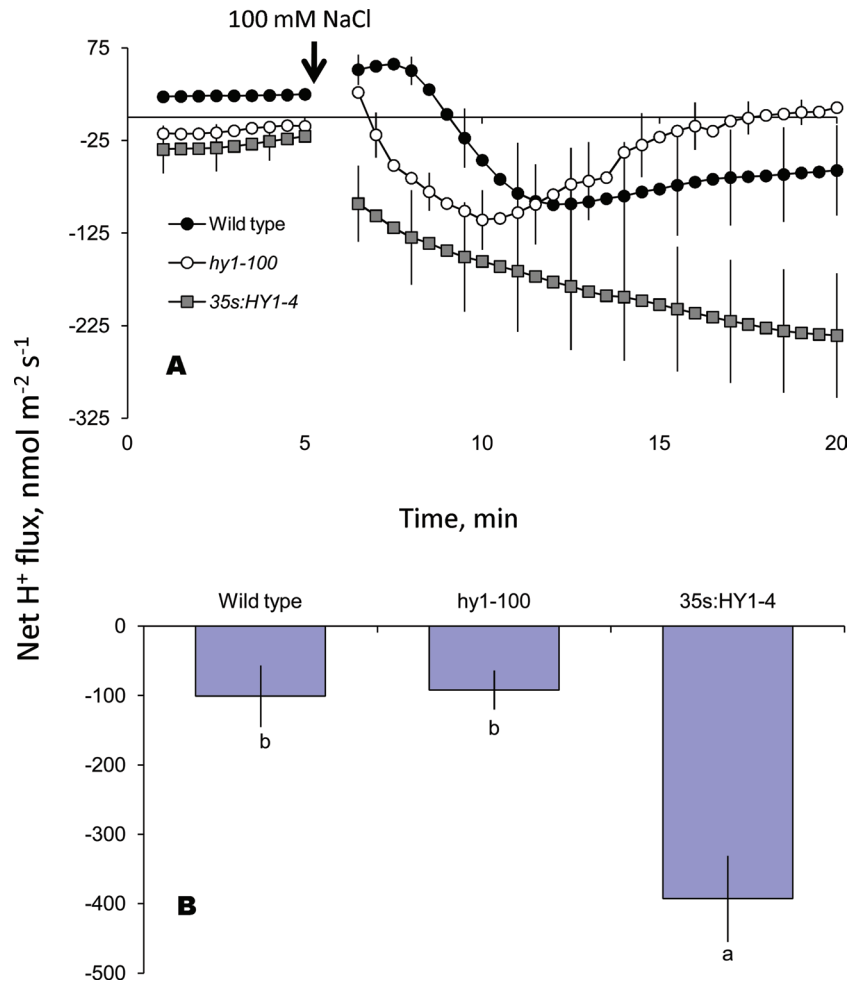 100 mM NaCl
75
-25
-125
-225
-325
Wild type
hy1-100
35s:HY1-4
A
0 5 10 15 20
Time, min
Net H⁺ flux, nmol m⁻² s⁻¹
Wild type hy1-100 35s:HY1-4
0
-100
-200
-300
-400
-500
b
b
a
B